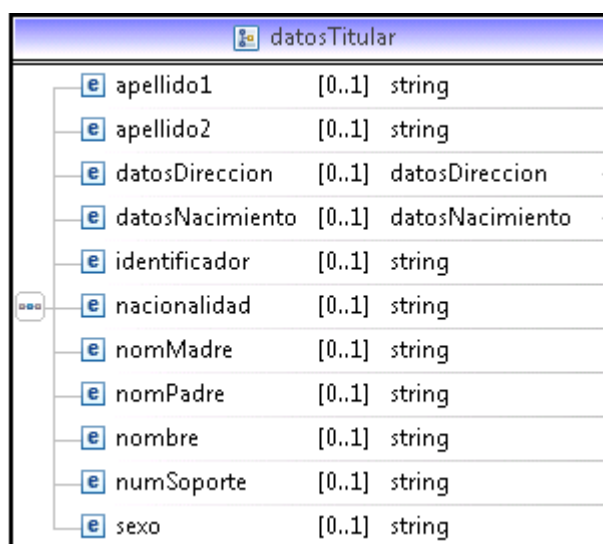 datosTitular
e apellido1 [0..1] string
e apellido2 [0..1] string
e datosDireccion [0..1] datosDireccion
e datosNacimiento [0..1] datosNacimiento
e identificador [0..1] string
e nacionalidad [0..1] string
e nomMadre [0..1] string
e nomPadre [0..1] string
e nombre [0..1] string
e numSoporte [0..1] string
e sexo [0..1] string